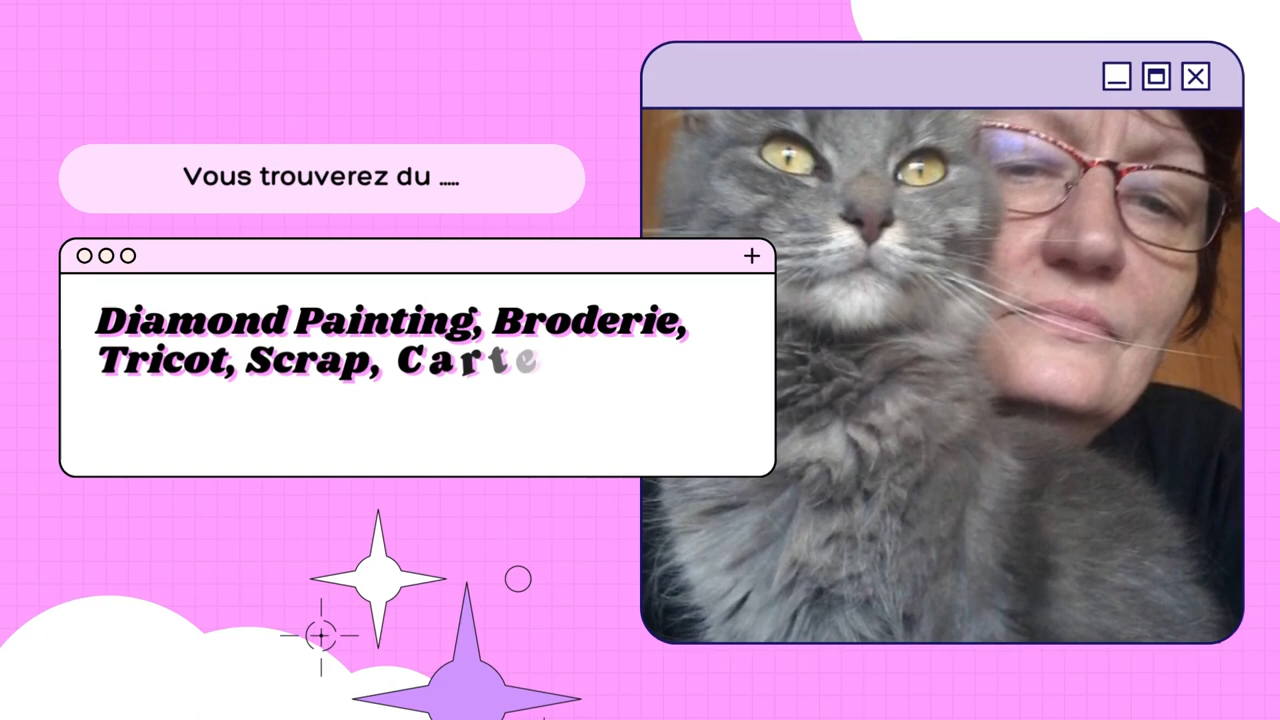 Vous trouverez du .....
Diamond Painting, Broderie,
Tricot, Scrap, Carte